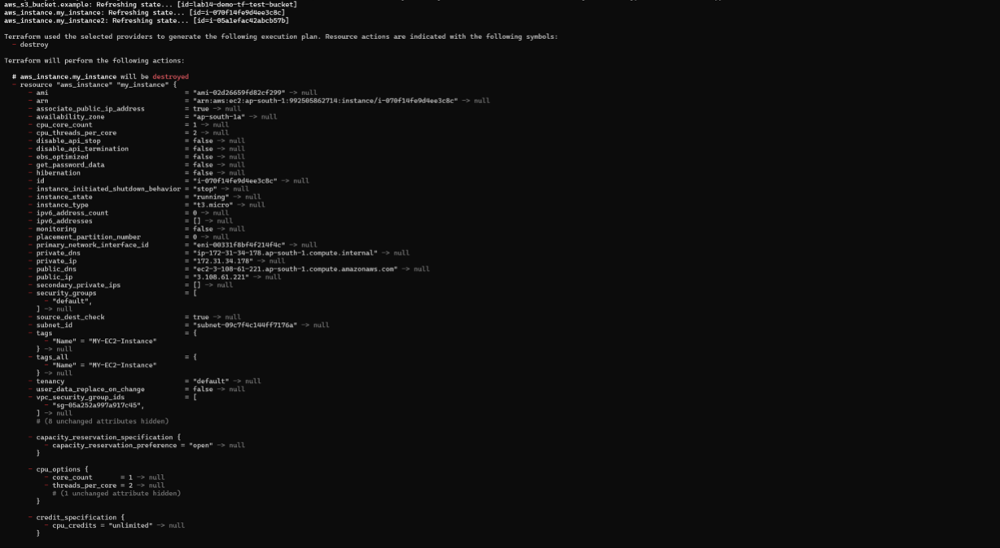 aws_s3_bucket.example: Refreshing state... [id=lab14-demo-tf-test-bucket]
aws_instance.my_instance: Refreshing state... [id=i-070f14fe9d4ee3c8c]
aws_instance.my_instance2: Refreshing state... [id=i-05a1efac42abcb57b]

Terraform used the selected providers to generate the following execution plan. Resource actions are indicated with the following symbols:
  - destroy

Terraform will perform the following actions:

  # aws_instance.my_instance will be destroyed
  - resource "aws_instance" "my_instance" {
      - ami                                  = "ami-02d26659fd82cf299" -> null
      - arn                                  = "arn:aws:ec2:ap-south-1:992505862714:instance/i-070f14fe9d4ee3c8c" -> null
      - associate_public_ip_address          = true -> null
      - availability_zone                    = "ap-south-1a" -> null
      - cpu_core_count                       = 1 -> null
      - cpu_threads_per_core                 = 2 -> null
      - disable_api_stop                     = false -> null
      - disable_api_termination              = false -> null
      - ebs_optimized                        = false -> null
      - get_password_data                    = false -> null
      - hibernation                          = false -> null
      - id                                   = "i-070f14fe9d4ee3c8c" -> null
      - instance_initiated_shutdown_behavior = "stop" -> null
      - instance_state                       = "running" -> null
      - instance_type                        = "t3.micro" -> null
      - ipv6_address_count                   = 0 -> null
      - ipv6_addresses                       = [] -> null
      - monitoring                           = false -> null
      - placement_partition_number           = 0 -> null
      - primary_network_interface_id         = "eni-00331f8bf4f214f4c" -> null
      - private_dns                          = "ip-172-31-34-178.ap-south-1.compute.internal" -> null
      - private_ip                           = "172.31.34.178" -> null
      - public_dns                           = "ec2-3-108-61-221.ap-south-1.compute.amazonaws.com" -> null
      - public_ip                            = "3.108.61.221" -> null
      - secondary_private_ips                = [] -> null
      - security_groups                      = [
          - "default",
        ] -> null
      - source_dest_check                    = true -> null
      - subnet_id                            = "subnet-09c7f4c144ff7176a" -> null
      - tags                                 = {
          - "Name" = "MY-EC2-Instance"
        } -> null
      - tags_all                             = {
          - "Name" = "MY-EC2-Instance"
        } -> null
      - tenancy                              = "default" -> null
      - user_data_replace_on_change          = false -> null
      - vpc_security_group_ids               = [
          - "sg-05a252a997a917c45",
        ] -> null
        # (8 unchanged attributes hidden)

      - capacity_reservation_specification {
          - capacity_reservation_preference = "open" -> null
        }

      - cpu_options {
          - core_count       = 1 -> null
          - threads_per_core = 2 -> null
            # (1 unchanged attribute hidden)
        }

      - credit_specification {
          - cpu_credits = "unlimited" -> null
        }